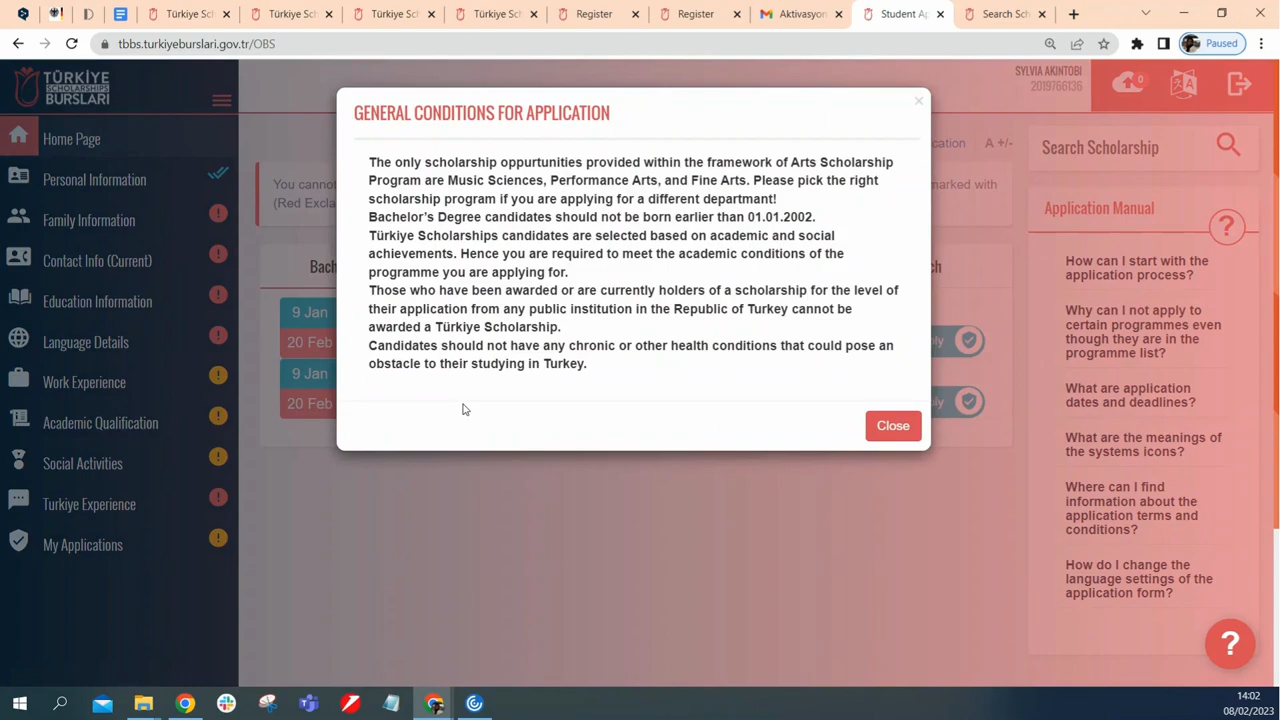 Türkiye Scl
Türkiye Scl
Türkiye Scl
Türkiye Scl
Register
Register
Aktivasyon
Student Ap
Search Sch
tbbs.turkiyeburslari.gov.tr/OBS
Paused
TÜRKİYE
SCHOLARSHIPS
BURSLARI
SYLVIA AKINTOBI
2019766136
0
Home Page
Personal Information
Family Information
Contact Info (Current)
Education Information
Language Details
Work Experience
Academic Qualification
Social Activities
Turkiye Experience
My Applications
GENERAL CONDITIONS FOR APPLICATION
The only scholarship oppurtunities provided within the framework of Arts Scholarship
Program are Music Sciences, Performance Arts, and Fine Arts. Please pick the right
scholarship program if you are applying for a different department!
Bachelor's Degree candidates should not be born earlier than 01.01.2002.
Türkiye Scholarships candidates are selected based on academic and social
achievements. Hence you are required to meet the academic conditions of the
programme you are applying for.
Those who have been awarded or are currently holders of a scholarship for the level of
their application from any public institution in the Republic of Turkey cannot be
awarded a Türkiye Scholarship.
Candidates should not have any chronic or other health conditions that could pose an
obstacle to their studying in Turkey.
Close
cation A +/-
You cannot
marked with
(Red Excla
Bach
ch
9 Jan
20 Feb
ply
9 Jan
20 Feb
ply
Search Scholarship
Application Manual
?
How can I start with the
application process?
Why can I not apply to
certain programmes even
though they are in the
programme list?
What are application
dates and deadlines?
What are the meanings of
the systems icons?
Where can I find
information about the
application terms and
conditions?
How do I change the
language settings of the
application form?
?
14:02
08/02/2023